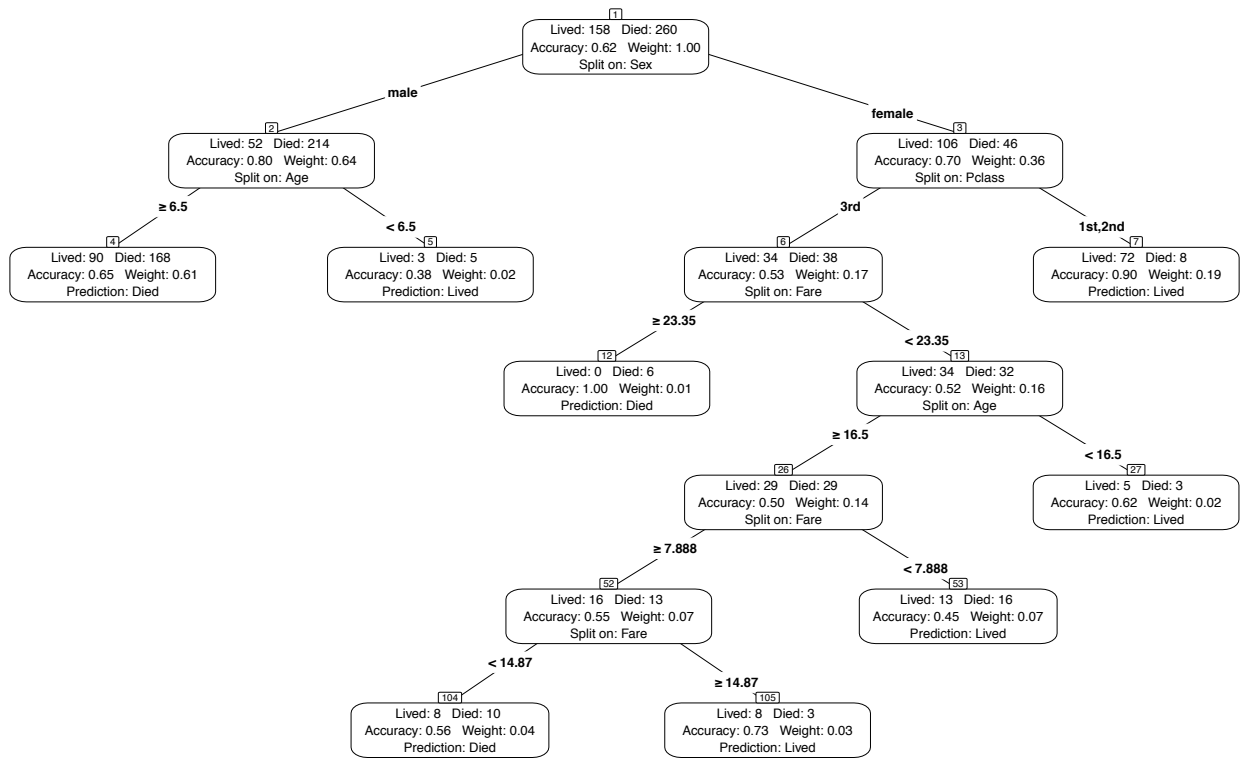 1
Lived: 158 Died: 260
Accuracy: 0.62 Weight: 1.00
Split on: Sex
male
female
2
Lived: 52 Died: 214
Accuracy: 0.80 Weight: 0.64
Split on: Age
3
Lived: 106 Died: 46
Accuracy: 0.70 Weight: 0.36
Split on: Pclass
≥ 6.5
< 6.5
3rd
1st,2nd
4
Lived: 90 Died: 168
Accuracy: 0.65 Weight: 0.61
Prediction: Died
5
Lived: 3 Died: 5
Accuracy: 0.38 Weight: 0.02
Prediction: Lived
6
Lived: 34 Died: 38
Accuracy: 0.53 Weight: 0.17
Split on: Fare
7
Lived: 72 Died: 8
Accuracy: 0.90 Weight: 0.19
Prediction: Lived
≥ 23.35
< 23.35
12
Lived: 0 Died: 6
Accuracy: 1.00 Weight: 0.01
Prediction: Died
13
Lived: 34 Died: 32
Accuracy: 0.52 Weight: 0.16
Split on: Age
≥ 16.5
< 16.5
26
Lived: 29 Died: 29
Accuracy: 0.50 Weight: 0.14
Split on: Fare
27
Lived: 5 Died: 3
Accuracy: 0.62 Weight: 0.02
Prediction: Lived
≥ 7.888
< 7.888
52
Lived: 16 Died: 13
Accuracy: 0.55 Weight: 0.07
Split on: Fare
53
Lived: 13 Died: 16
Accuracy: 0.45 Weight: 0.07
Prediction: Lived
< 14.87
≥ 14.87
104
Lived: 8 Died: 10
Accuracy: 0.56 Weight: 0.04
Prediction: Died
105
Lived: 8 Died: 3
Accuracy: 0.73 Weight: 0.03
Prediction: Lived